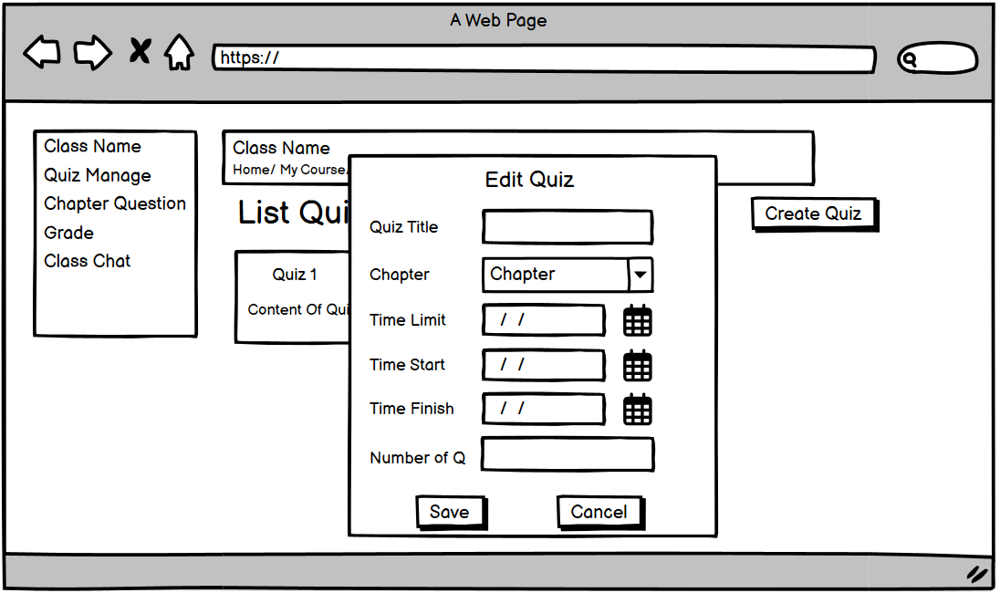 A Web Page
https://
Class Name
Quiz Manage
Chapter Question
Grade
Class Chat
Class Name
Home/ My Course/
List Qui
Create Quiz
Quiz 1
Content Of Qui
Edit Quiz
Quiz Title
Chapter Chapter
Time Limit / /
Time Start / /
Time Finish / /
Number of Q
Save Cancel